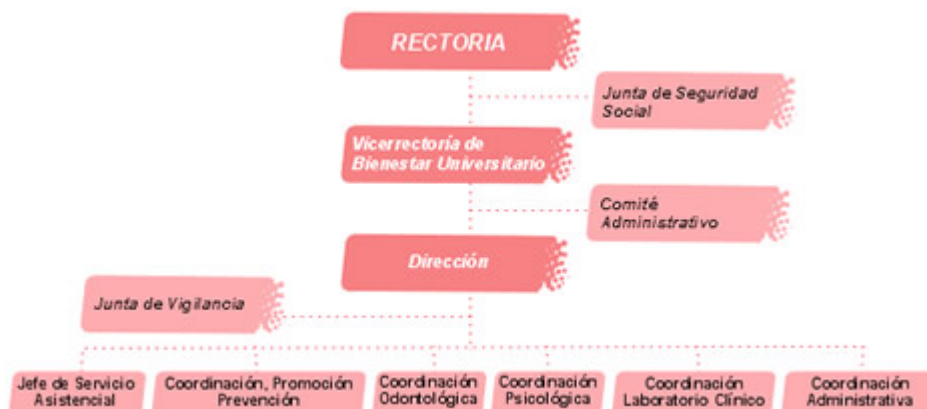 RECTORIA
Junta de Seguridad
Social
Vicerrectoría de
Bienestar Universitario
Comité
Administrativo
Dirección
Junta de Vigilancia
Jefe de Servicio
Asistencial
Coordinación, Promoción
Prevención
Coordinación
Odontológica
Coordinación
Psicológica
Coordinación
Laboratorio Clínico
Coordinación
Administrativa